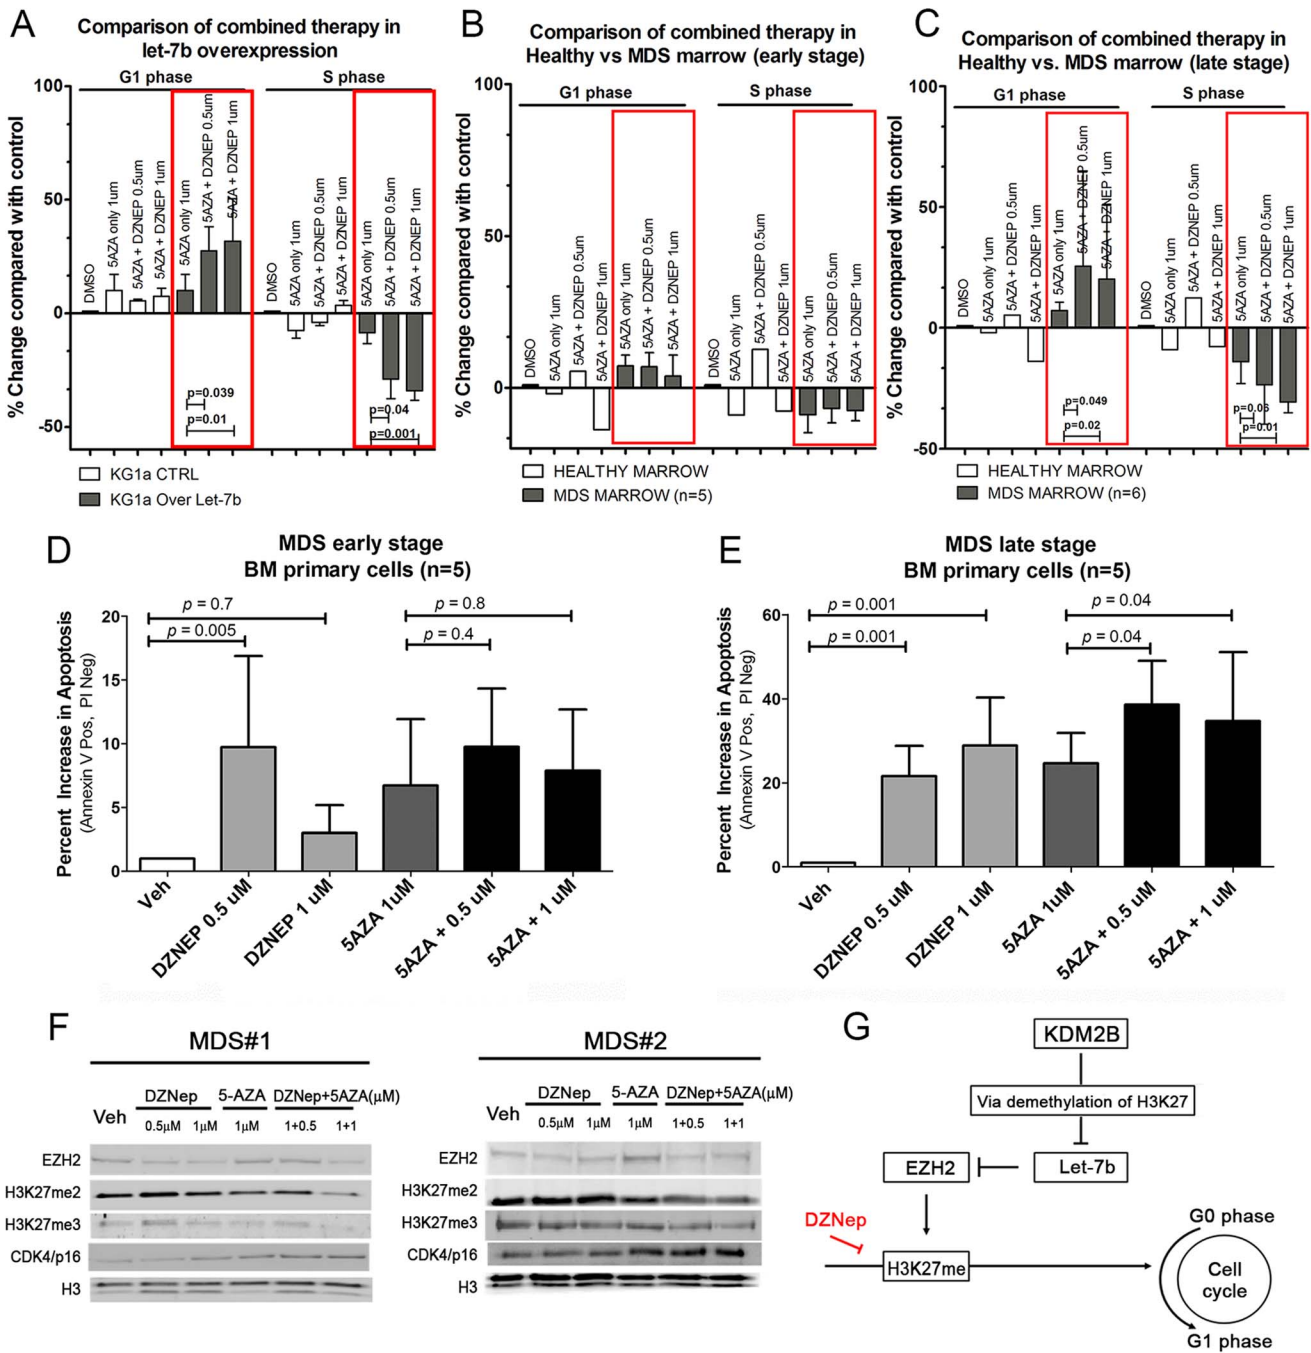 A
Comparison of combined therapy in
let-7b overexpression
G1 phase
S phase
% Change compared with control
100
50
0
-50
DMSO
5AZA only 1um
5AZA + DZNEP 0.5um
5AZA + DZNEP 1um
5AZA only 1um
5AZA + DZNEP 0.5um
5AZA + DZNEP 1um
DMSO
5AZA only 1um
5AZA + DZNEP 0.5um
5AZA + DZNEP 1um
5AZA only 1um
5AZA + DZNEP 0.5um
5AZA + DZNEP 1um
p=0.039
p=0.01
p=0.04
p=0.001
KG1a CTRL
KG1a Over Let-7b
B
Comparison of combined therapy in
Healthy vs MDS marrow (early stage)
G1 phase
S phase
% Change compared with control
100
50
0
DMSO
5AZA only 1um
5AZA + DZNEP 0.5um
5AZA + DZNEP 1um
5AZA only 1um
5AZA + DZNEP 0.5um
5AZA + DZNEP 1um
DMSO
5AZA only 1um
5AZA + DZNEP 0.5um
5AZA + DZNEP 1um
5AZA only 1um
5AZA + DZNEP 0.5um
5AZA + DZNEP 1um
HEALTHY MARROW
MDS MARROW (n=5)
C
Comparison of combined therapy in
Healthy vs. MDS marrow (late stage)
G1 phase
S phase
% Change compared with control
100
50
0
-50
DMSO
5AZA only 1um
5AZA + DZNEP 0.5um
5AZA + DZNEP 1um
5AZA only 1um
5AZA + DZNEP 0.5um
5AZA + DZNEP 1um
DMSO
5AZA only 1um
5AZA + DZNEP 0.5um
5AZA + DZNEP 1um
5AZA only 1um
5AZA + DZNEP 0.5um
5AZA + DZNEP 1um
p=0.049
p=0.02
p=0.06
p=0.01
HEALTHY MARROW
MDS MARROW (n=6)
D
MDS early stage
BM primary cells (n=5)
Percent Increase in Apoptosis
(Annexin V Pos, PI Neg)
20
15
10
5
0
p = 0.7
p = 0.005
p = 0.8
p = 0.4
Veh
DZNEP 0.5 uM
DZNEP 1 uM
5AZA 1uM
5AZA + 0.5 uM
5AZA + 1 uM
E
MDS late stage
BM primary cells (n=5)
Percent Increase in Apoptosis
(Annexin V Pos, PI Neg)
60
40
20
0
p = 0.001
p = 0.001
p = 0.04
p = 0.04
Veh
DZNEP 0.5 uM
DZNEP 1 uM
5AZA 1uM
5AZA + 0.5 uM
5AZA + 1 uM
F
MDS#1
Veh
DZNep
5-AZA
DZNep+5AZA(μM)
0.5μM
1μM
1μM
1+0.5
1+1
EZH2
H3K27me2
H3K27me3
CDK4/p16
H3
MDS#2
Veh
DZNep
5-AZA
DZNep+5AZA(μM)
0.5μM
1μM
1μM
1+0.5
1+1
EZH2
H3K27me2
H3K27me3
CDK4/p16
H3
G
KDM2B
Via demethylation of H3K27
EZH2
Let-7b
DZNep
H3K27me
G0 phase
Cell
cycle
G1 phase